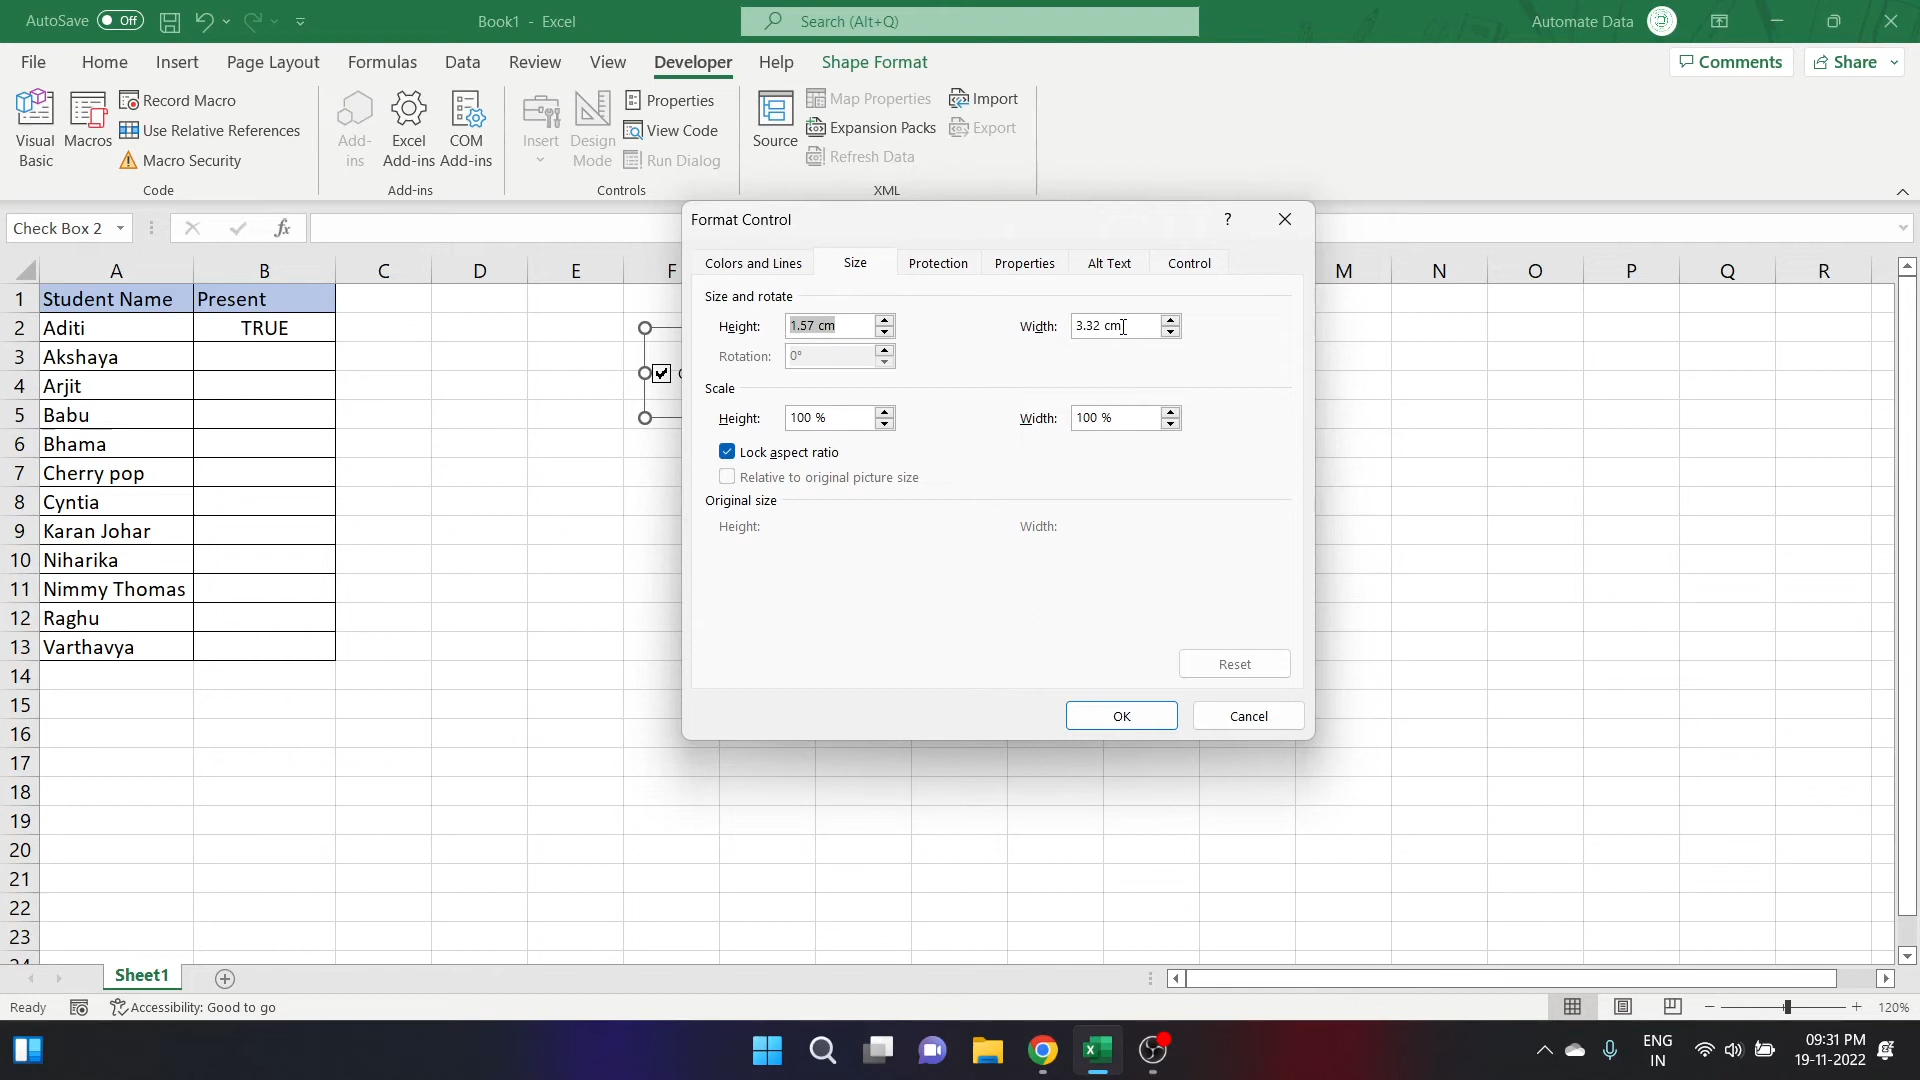 AutoSave Off
Book1 - Excel
Search (Alt+Q)
Automate Data
File Home Insert Page Layout Formulas Data Review View Developer Help Shape Format
Comments Share
Visual Basic
Macros
Record Macro
Use Relative References
Macro Security
Code
Add-ins
Excel Add-ins
COM Add-ins
Add-ins
Insert
Design Mode
Properties
View Code
Run Dialog
Controls
Source
Map Properties
Expansion Packs
Refresh Data
Import
Export
XML
Check Box 2
fx
Format Control
?
Colors and Lines Size Protection Properties Alt Text Control
Size and rotate
Height: 1.57 cm Width: 3.32 cm
Rotation: 0°
Scale
Height: 100 % Width: 100 %
Lock aspect ratio
Relative to original picture size
Original size
Height: Width:
Reset
OK Cancel
A B C D E F M N O P Q R
1 Student Name Present
2 Aditi TRUE
3 Akshaya
4 Arjit
5 Babu
6 Bhama
7 Cherry pop
8 Cyntia
9 Karan Johar
10 Niharika
11 Nimmy Thomas
12 Raghu
13 Varthavya
14
15
16
17
18
19
20
21
22
23
24
Sheet1
Ready Accessibility: Good to go
120%
ENG IN
09:31 PM
19-11-2022